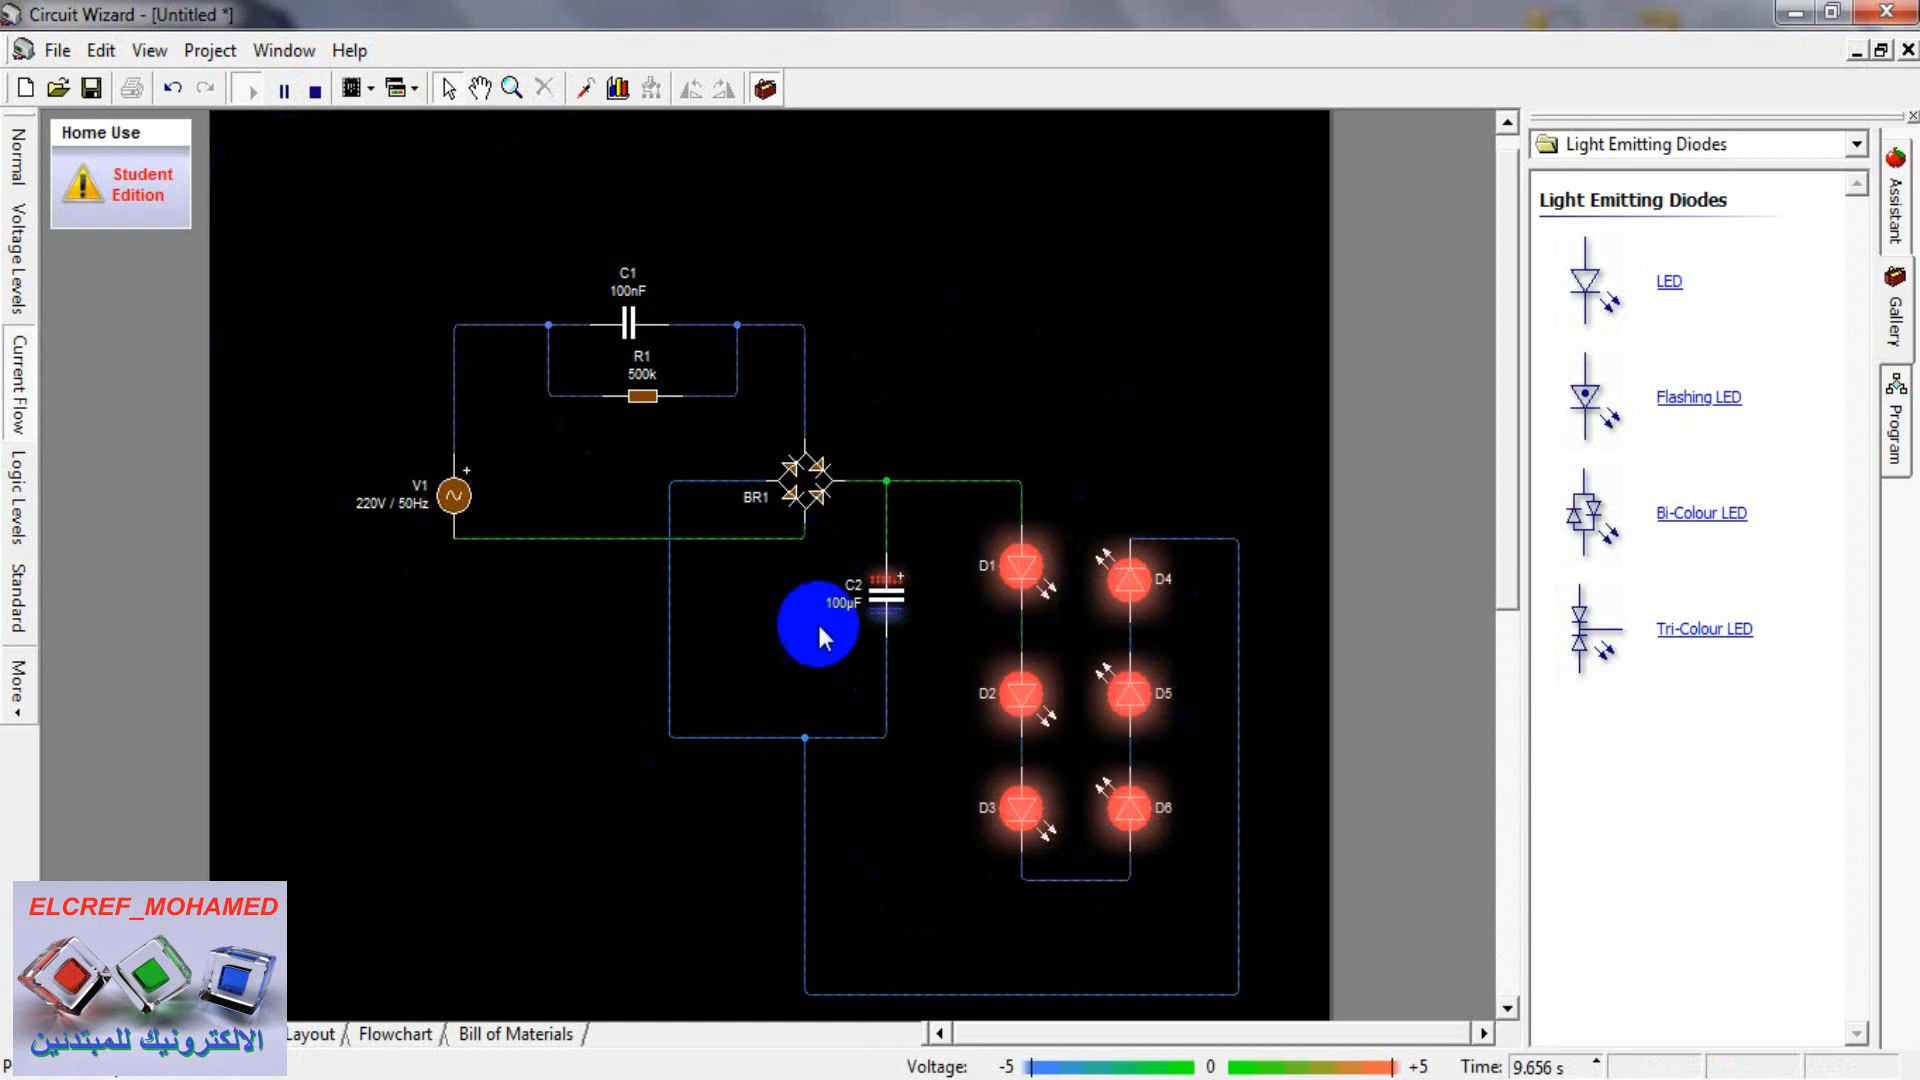 Circuit Wizard - [Untitled *]
File Edit View Project Window Help
Home Use
Student
Edition
Normal
Voltage Levels
Current Flow
Logic Levels
Standard
More
C1
100nF
R1
500k
V1
220V / 50Hz
BR1
C2
100µF
D1
D2
D3
D4
D5
D6
Light Emitting Diodes
Light Emitting Diodes
LED
Flashing LED
Bi-Colour LED
Tri-Colour LED
Assistant
Gallery
Program
ELCREF_MOHAMED
الالكترونيك للمبتدئين
Layout Flowchart Bill of Materials
Voltage: -5 0 +5 Time: 9.656 s